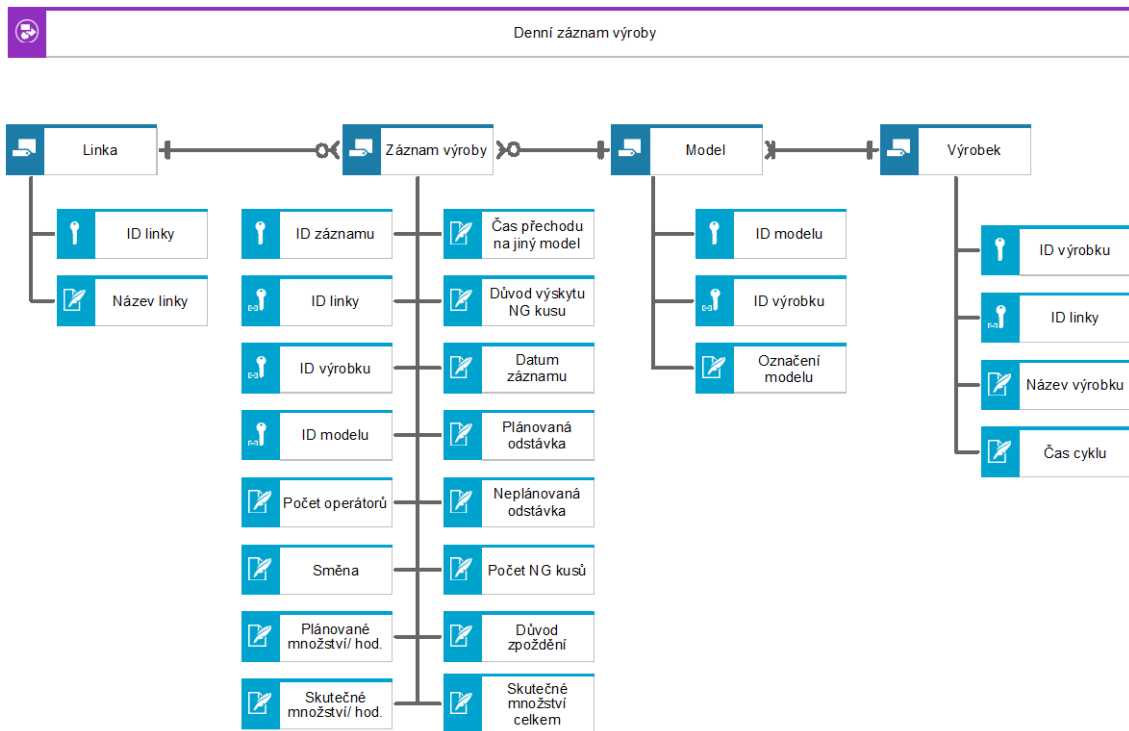 Denní záznam výroby
Linka
Záznam výroby
Model
Výrobek
ID linky
Název linky
ID záznamu
ID linky
ID výrobku
ID modelu
Počet operátorů
Směna
Plánované
množství/ hod.
Skutečné
množství/ hod.
Čas přechodu
na jiný model
Důvod výskytu
NG kusu
Datum
záznamu
Plánovaná
odstávka
Neplánovaná
odstávka
Počet NG kusů
Důvod
zpoždění
Skutečné
množství
celkem
ID modelu
ID výrobku
Označení
modelu
ID výrobku
ID linky
Název výrobku
Čas cyklu